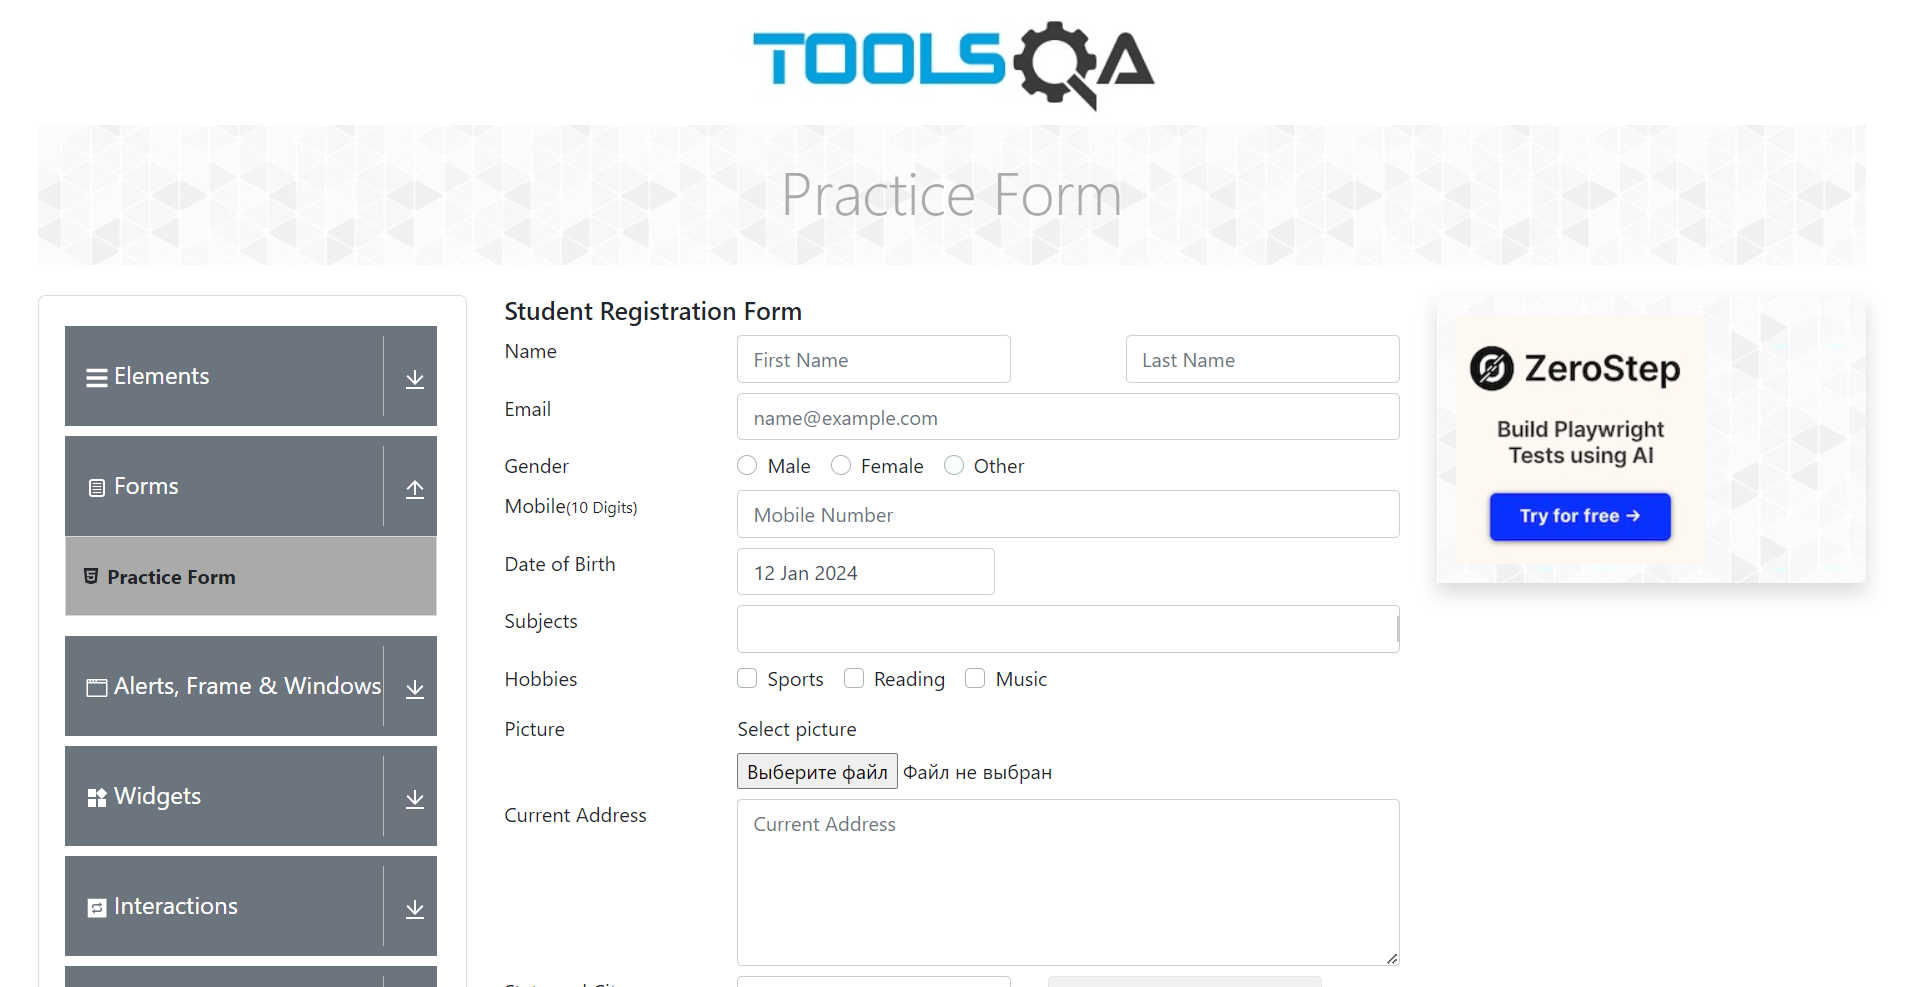 TOOLSQA
Practice Form
Elements
Forms
Practice Form
Alerts, Frame & Windows
Widgets
Interactions
Student Registration Form
Name First Name Last Name
Email name@example.com
Gender Male Female Other
Mobile(10 Digits) Mobile Number
Date of Birth 12 Jan 2024
Subjects
Hobbies Sports Reading Music
Picture Select picture
Выберите файл Файл не выбран
Current Address Current Address
ZeroStep
Build Playwright
Tests using AI
Try for free →